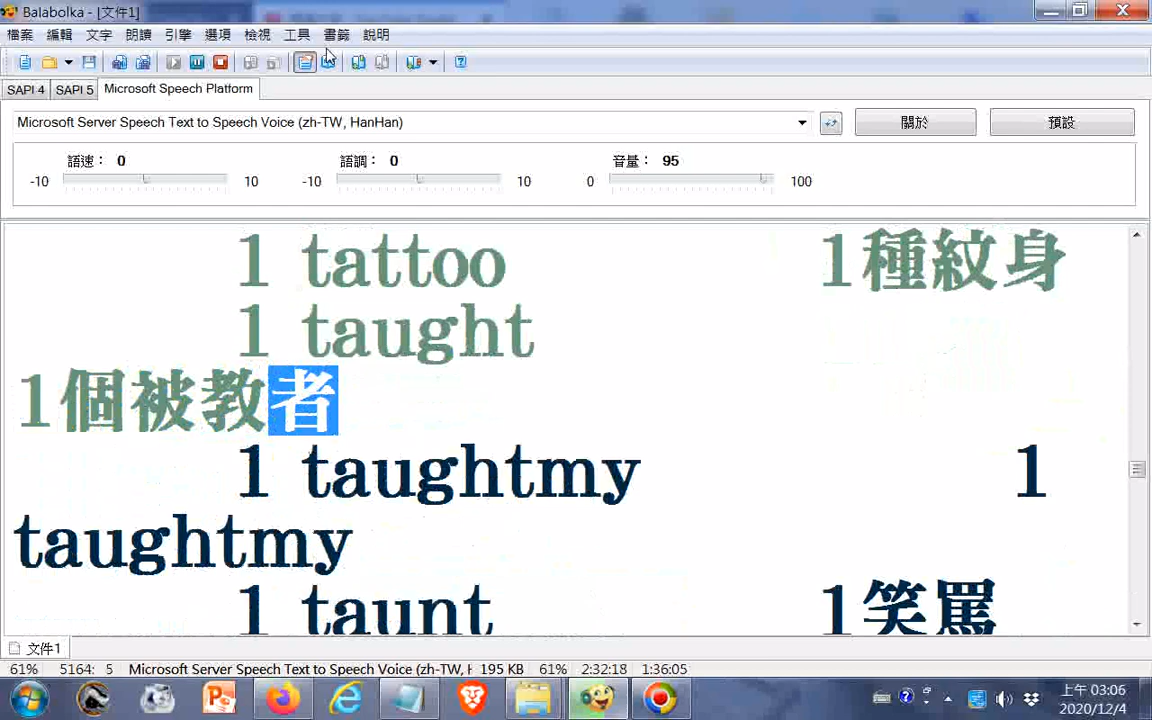 Balabolka - [文件1]
檔案 編輯 文字 朗讀 引擎 選項 檢視 工具 書籤 說明
SAPI 4 SAPI 5 Microsoft Speech Platform
Microsoft Server Speech Text to Speech Voice (zh-TW, HanHan) 關於 預設
語速： 0 語調： 0 音量： 95
-10 10 -10 10 0 100
1 tattoo 1種紋身
1 taught
1個被教者
1 taughtmy 1
taughtmy
1 taunt 1笑罵
文件1
61% 5164: 5 Microsoft Server Speech Text to Speech Voice (zh-TW, H 195 KB 61% 2:32:18 1:36:05
上午 03:06
2020/12/4